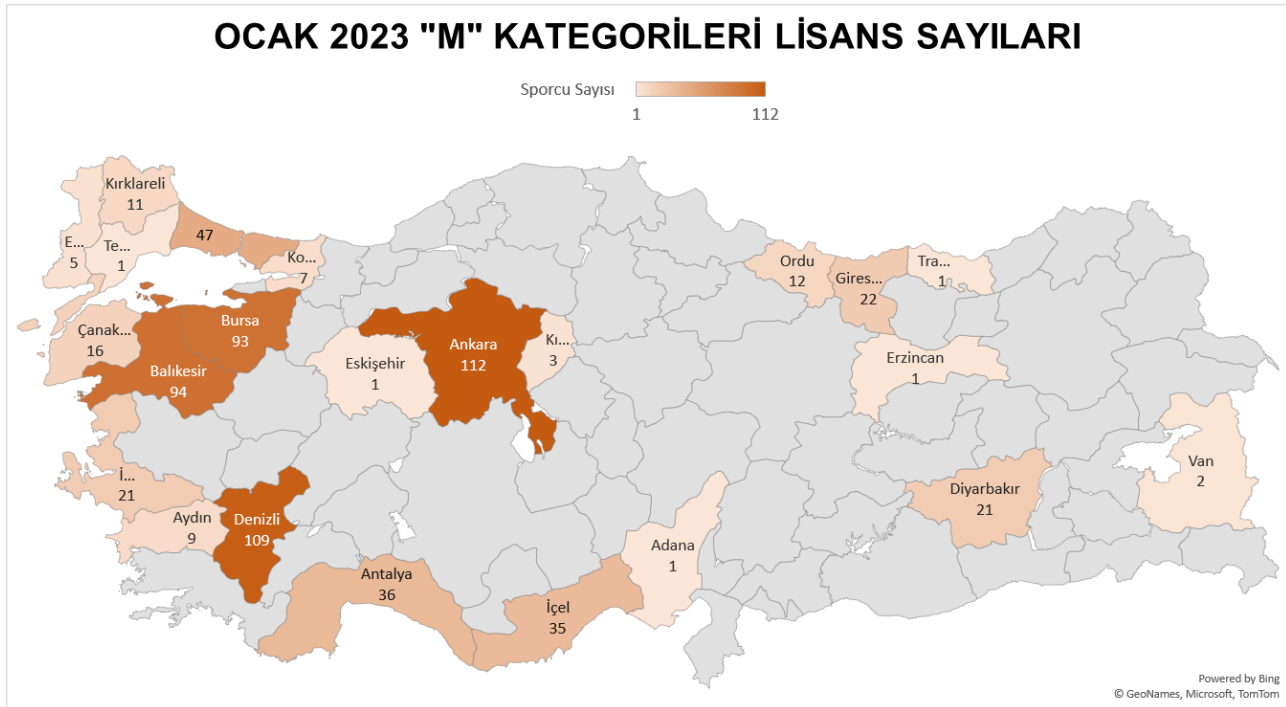 OCAK 2023 "M" KATEGORİLERİ LİSANS SAYILARI
Sporcu Sayısı
1 112
Kırklareli
11
47
E...
5
Te...
1
Ko...
7
Çanak...
16
Bursa
93
Balıkesir
94
Eskişehir
1
Ankara
112
Kı...
3
Ordu
12
Gires...
22
Tra...
1
Erzincan
1
Van
2
Diyarbakır
21
İ...
21
Aydın
9
Denizli
109
Antalya
36
İçel
35
Adana
1
Powered by Bing
© GeoNames, Microsoft, TomTom